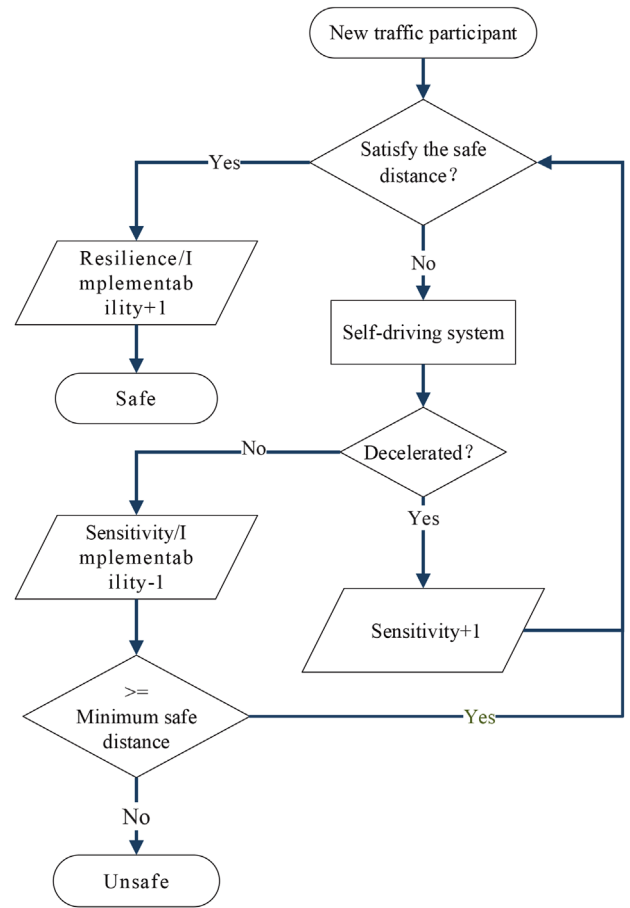 New traffic participant
Satisfy the safe
distance？
Yes
Resilience/I
mplementab
ility+1
No
Self-driving system
Safe
Decelerated？
No
Yes
Sensitivity/I
mplementab
ility-1
Sensitivity+1
>=
Minimum safe
distance
Yes
No
Unsafe